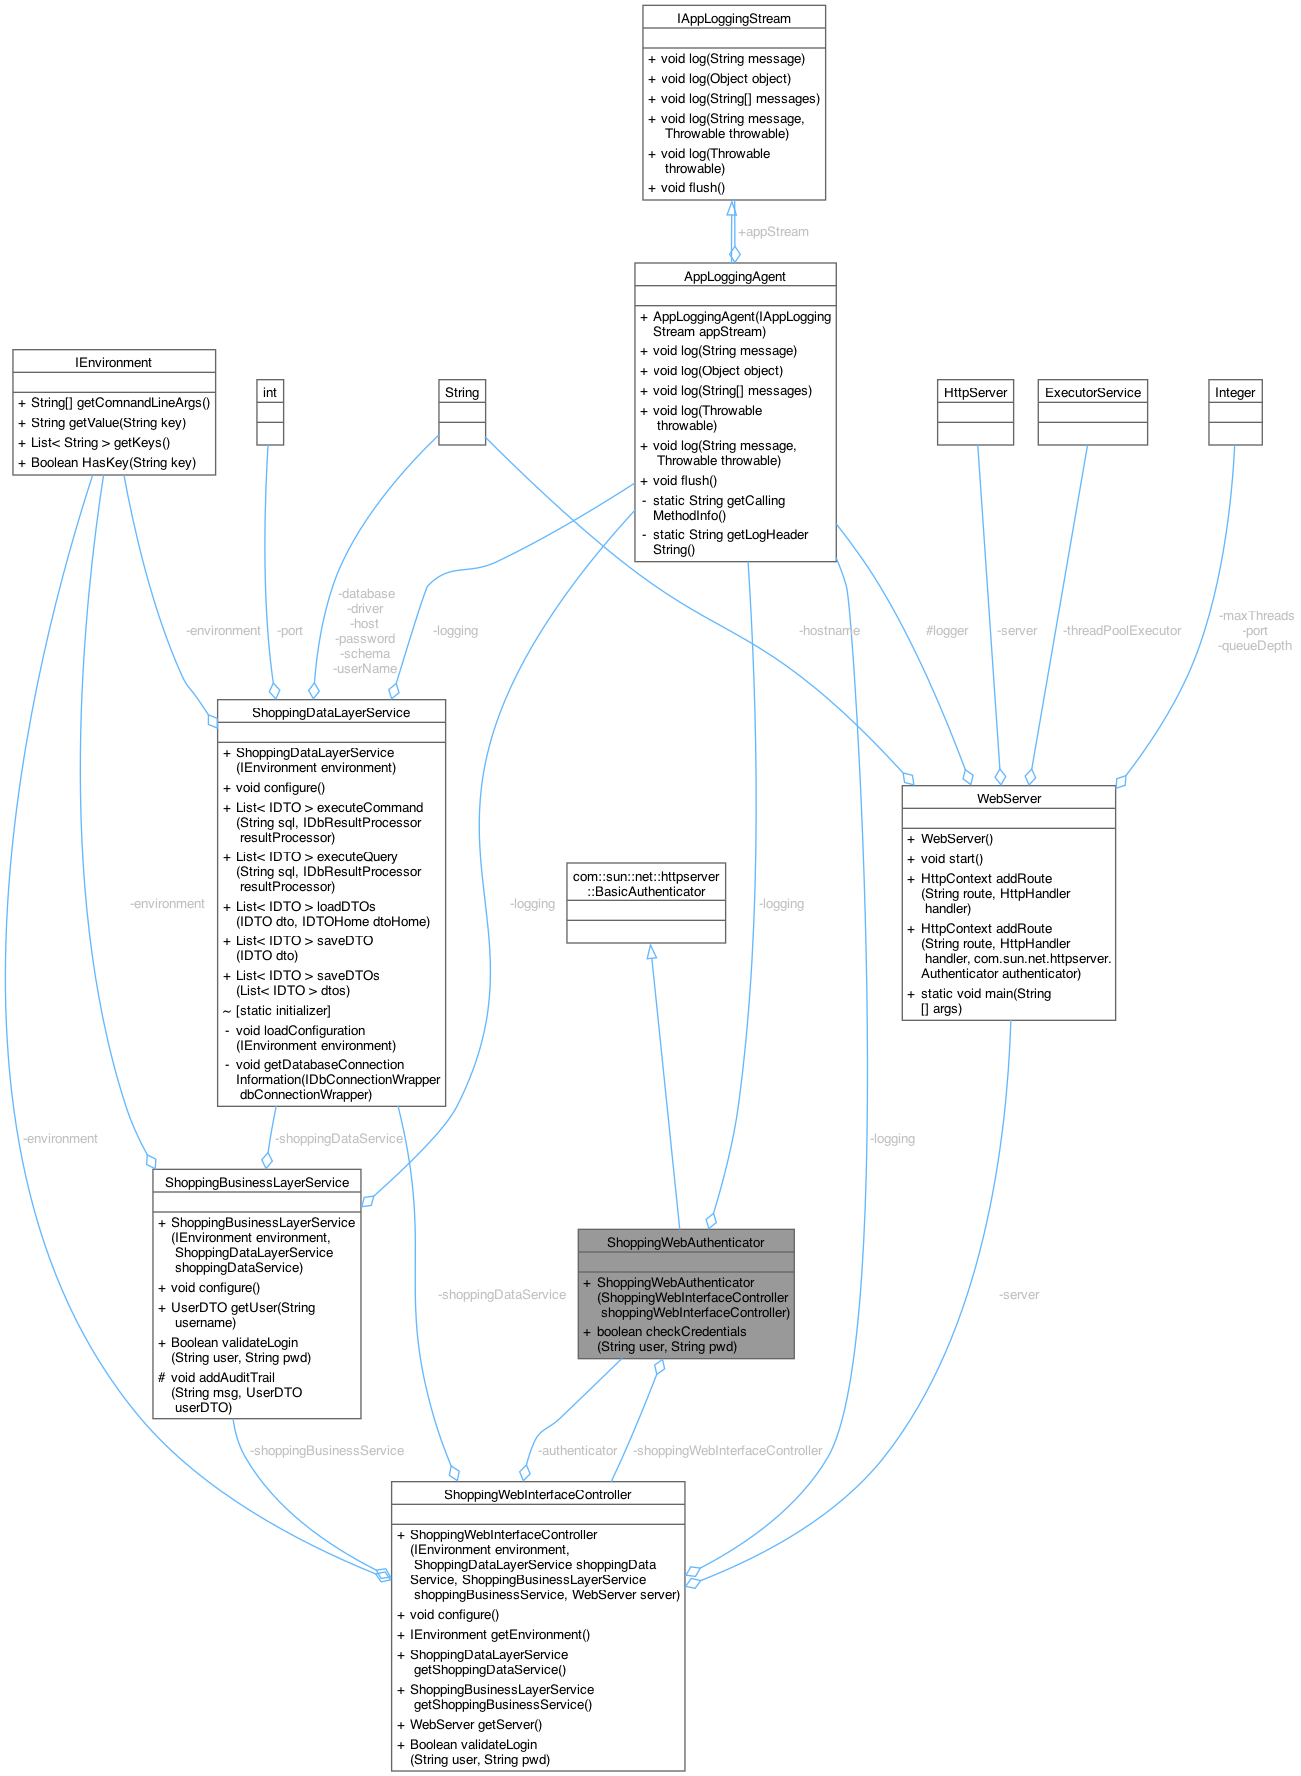 IAppLoggingStream
+ void log(String message)
+ void log(Object object)
+ void log(String[] messages)
+ void log(String message,
Throwable throwable)
+ void log(Throwable
throwable)
+ void flush()
+appStream
AppLoggingAgent
+ AppLoggingAgent(IAppLogging
Stream appStream)
+ void log(String message)
+ void log(Object object)
+ void log(String[] messages)
+ void log(Throwable
throwable)
+ void log(String message,
Throwable throwable)
+ void flush()
- static String getCalling
MethodInfo()
- static String getLogHeader
String()
IEnvironment
+ String[] getCommandLineArgs()
+ String getValue(String key)
+ List< String > getKeys()
+ Boolean HasKey(String key)
int
String
HttpServer
ExecutorService
Integer
-environment
-port
-database
-driver
-host
-password
-schema
-userName
-logging
-hostname
#logger
-server
-threadPoolExecutor
-maxThreads
-port
-queueDepth
ShoppingDataLayerService
+ ShoppingDataLayerService
(IEnvironment environment)
+ void configure()
+ List< IDTO > executeCommand
(String sql, IDbResultProcessor
resultProcessor)
+ List< IDTO > executeQuery
(String sql, IDbResultProcessor
resultProcessor)
+ List< IDTO > loadDTOs
(IDTO dto, IDTOHome dtoHome)
+ List< IDTO > saveDTO
(IDTO dto)
+ List< IDTO > saveDTOs
(List< IDTO > dtos)
~ [static initializer]
- void loadConfiguration
(IEnvironment environment)
- void getDatabaseConnection
Information(IDbConnectionWrapper
dbConnectionWrapper)
WebServer
+ WebServer()
+ void start()
+ HttpContext addRoute
(String route, HttpHandler
handler)
+ HttpContext addRoute
(String route, HttpHandler
handler, com.sun.net.httpserver.
Authenticator authenticator)
+ static void main(String
[] args)
com::sun::net::httpserver
::BasicAuthenticator
-environment
-logging
-logging
-environment
-shoppingDataService
-logging
ShoppingBusinessLayerService
+ ShoppingBusinessLayerService
(IEnvironment environment,
ShoppingDataLayerService
shoppingDataService)
+ void configure()
+ UserDTO getUser(String
username)
+ Boolean validateLogin
(String user, String pwd)
# void addAuditTrail
(String msg, UserDTO
userDTO)
ShoppingWebAuthenticator
+ ShoppingWebAuthenticator
(ShoppingWebInterfaceController
shoppingWebInterfaceController)
+ boolean checkCredentials
(String user, String pwd)
-shoppingDataService
-server
-shoppingBusinessService
-authenticator
-shoppingWebInterfaceController
ShoppingWebInterfaceController
+ ShoppingWebInterfaceController
(IEnvironment environment,
ShoppingDataLayerService shoppingData
Service, ShoppingBusinessLayerService
shoppingBusinessService, WebServer server)
+ void configure()
+ IEnvironment getEnvironment()
+ ShoppingDataLayerService
getShoppingDataService()
+ ShoppingBusinessLayerService
getShoppingBusinessService()
+ WebServer getServer()
+ Boolean validateLogin
(String user, String pwd)